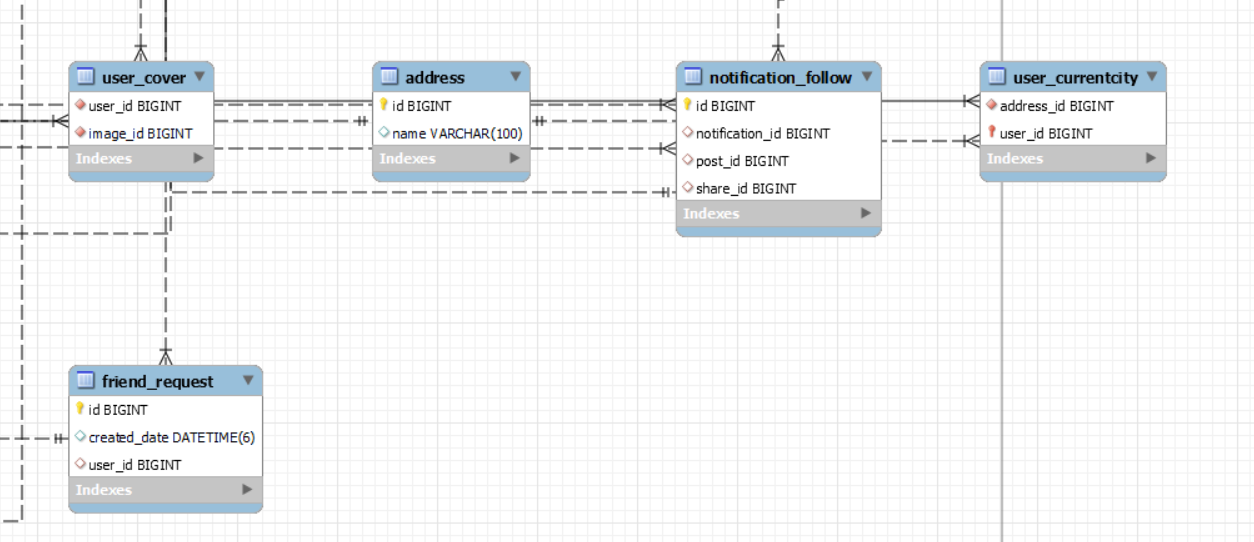 user_cover
user_id BIGINT
image_id BIGINT
Indexes
address
id BIGINT
name VARCHAR(100)
Indexes
notification_follow
id BIGINT
notification_id BIGINT
post_id BIGINT
share_id BIGINT
Indexes
user_currentcity
address_id BIGINT
user_id BIGINT
Indexes
friend_request
id BIGINT
created_date DATETIME(6)
user_id BIGINT
Indexes